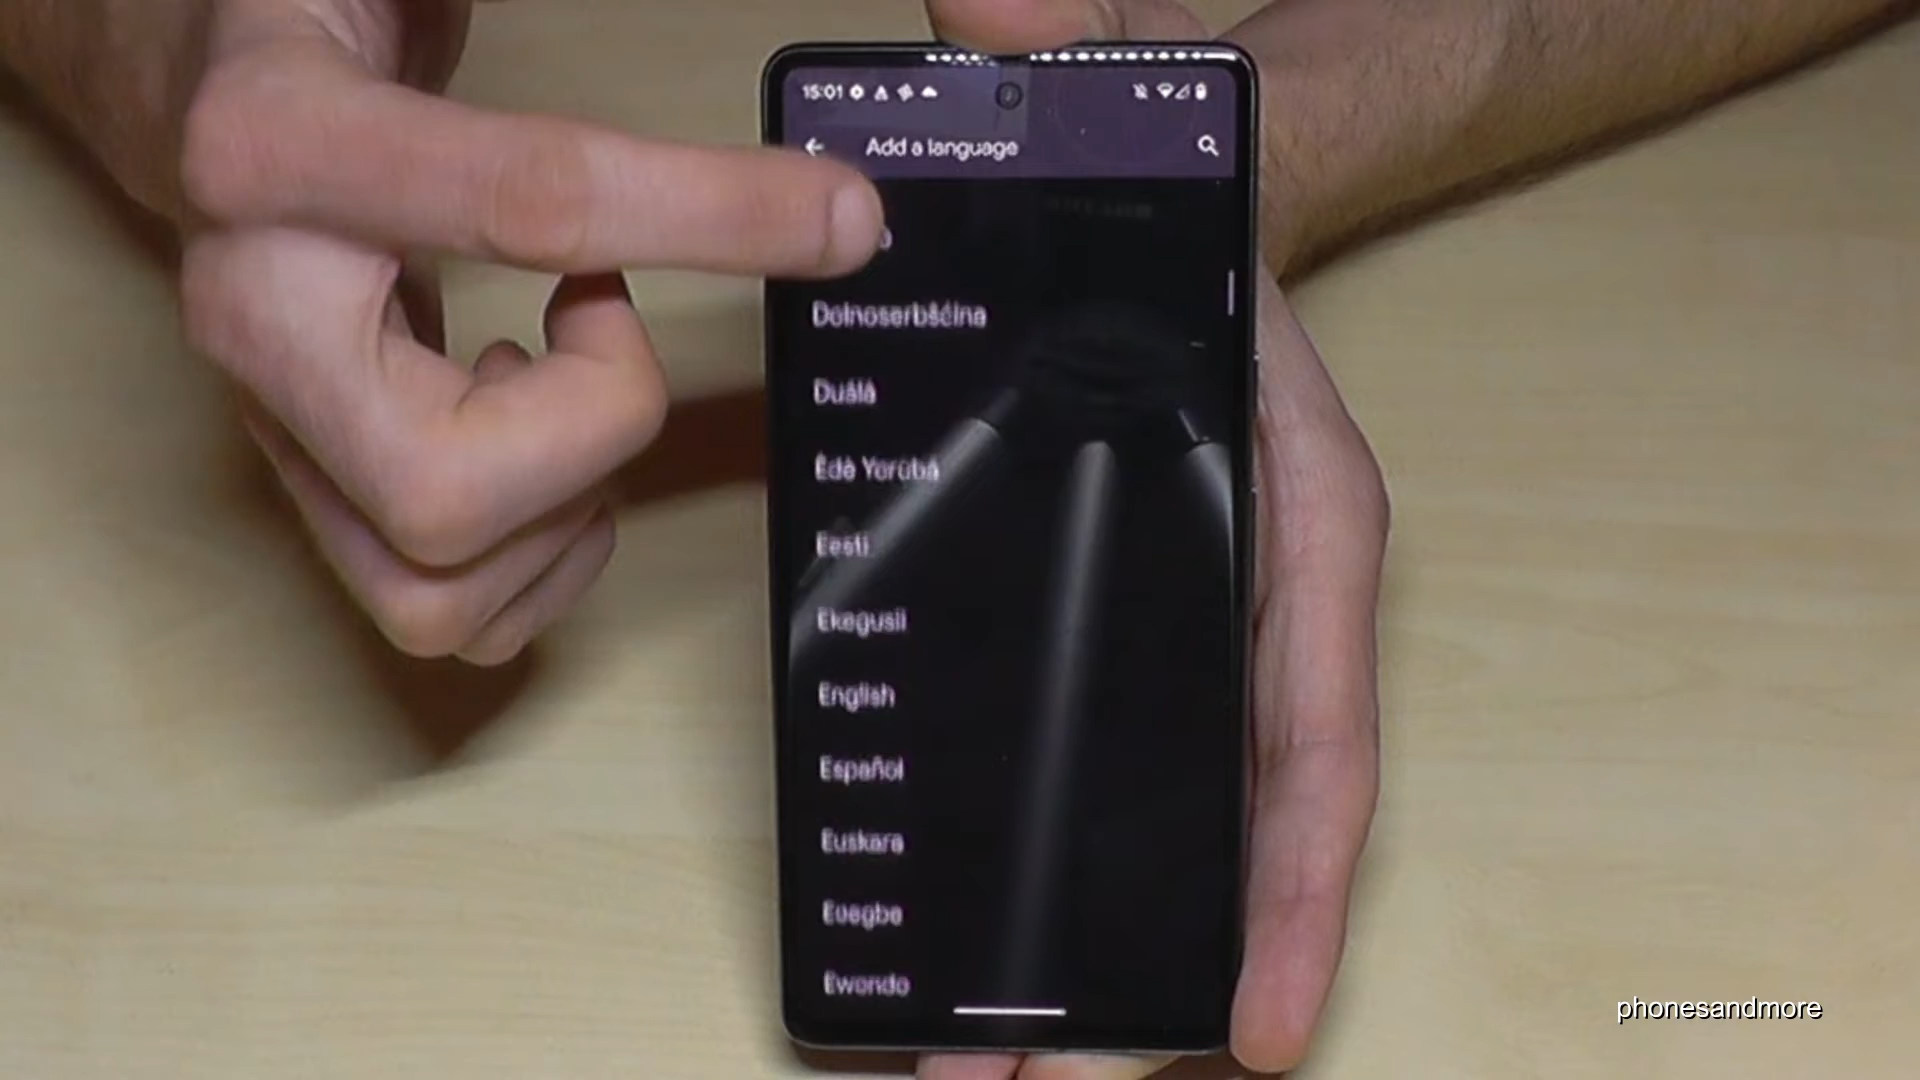 15:01
Add a language
Dolnoserbšćina
Duálá
Èdè Yorùbá
Eesti
Ekegusii
English
Español
Euskara
Eʋegbe
Ewondo
phonesandmore